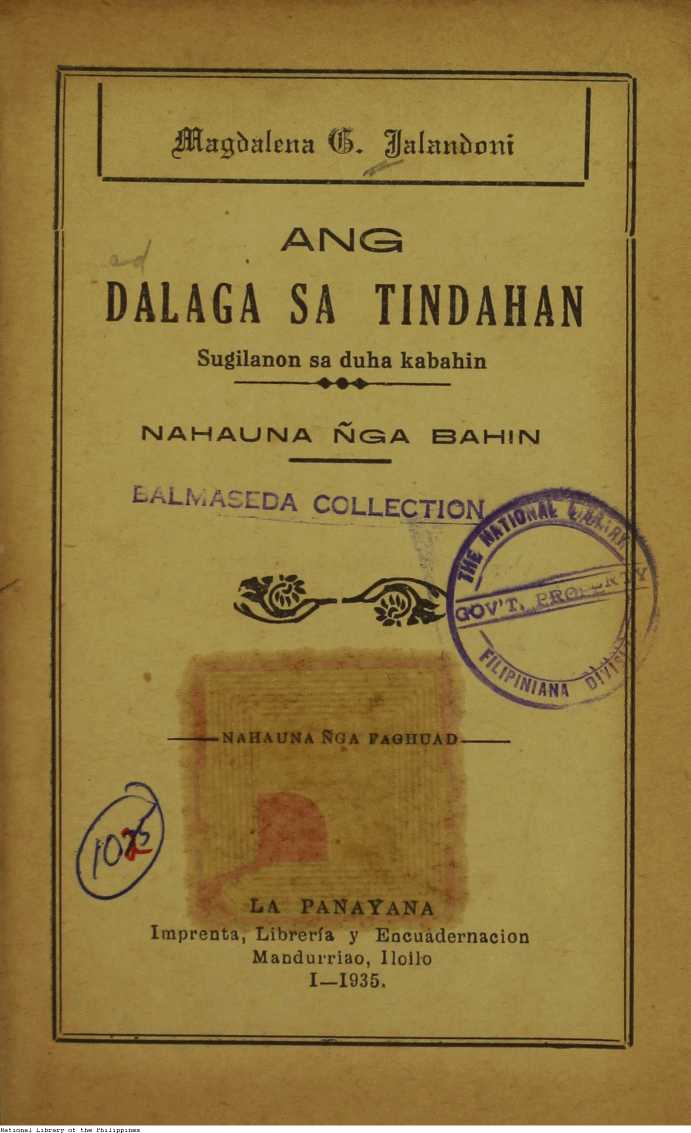 Magdalena G. Jalandoni
ANG
DALAGA SA TINDAHAN
Sugilanon sa duha kabahin
NAHAUNA ÑGA BAHIN
BALMASEDA COLLECTION
THE NATIONAL LIBRARY
GOV'T. PROPERTY
FILIPINIANA DIVISION
NAHAUNA ÑGA PAGHUAD
LA PANAYANA
Imprenta, Librería y Encuadernacion
Mandurriao, Iloilo
I—1935.
National Library of the Philippines